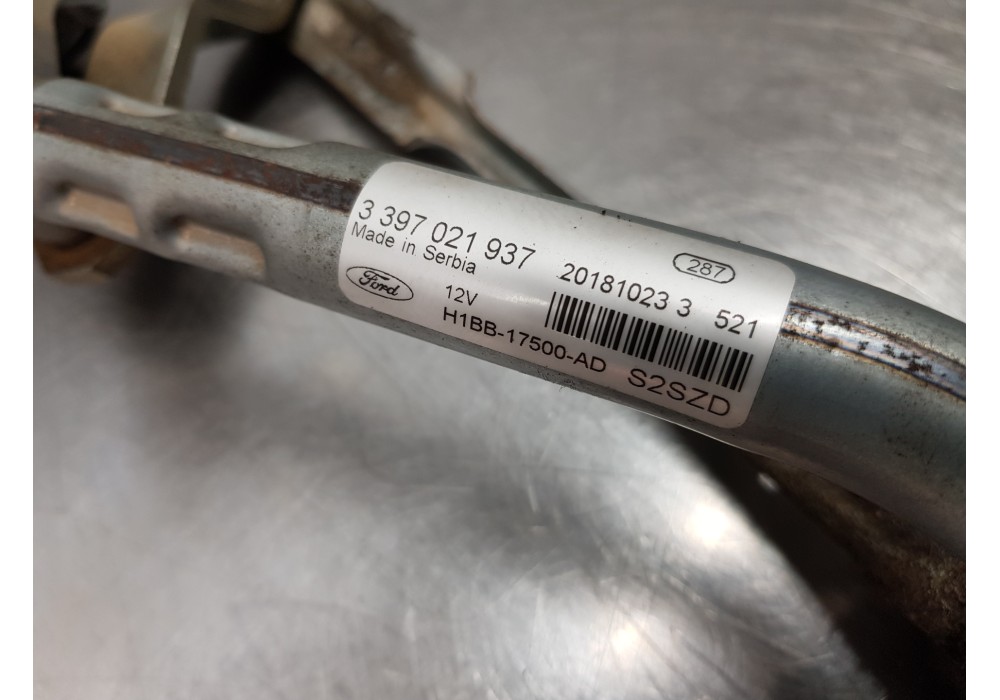 3 397 021 937
Made in Serbia
287
20181023 3 521
Ford
12V
H1BB-17500-AD S2SZD